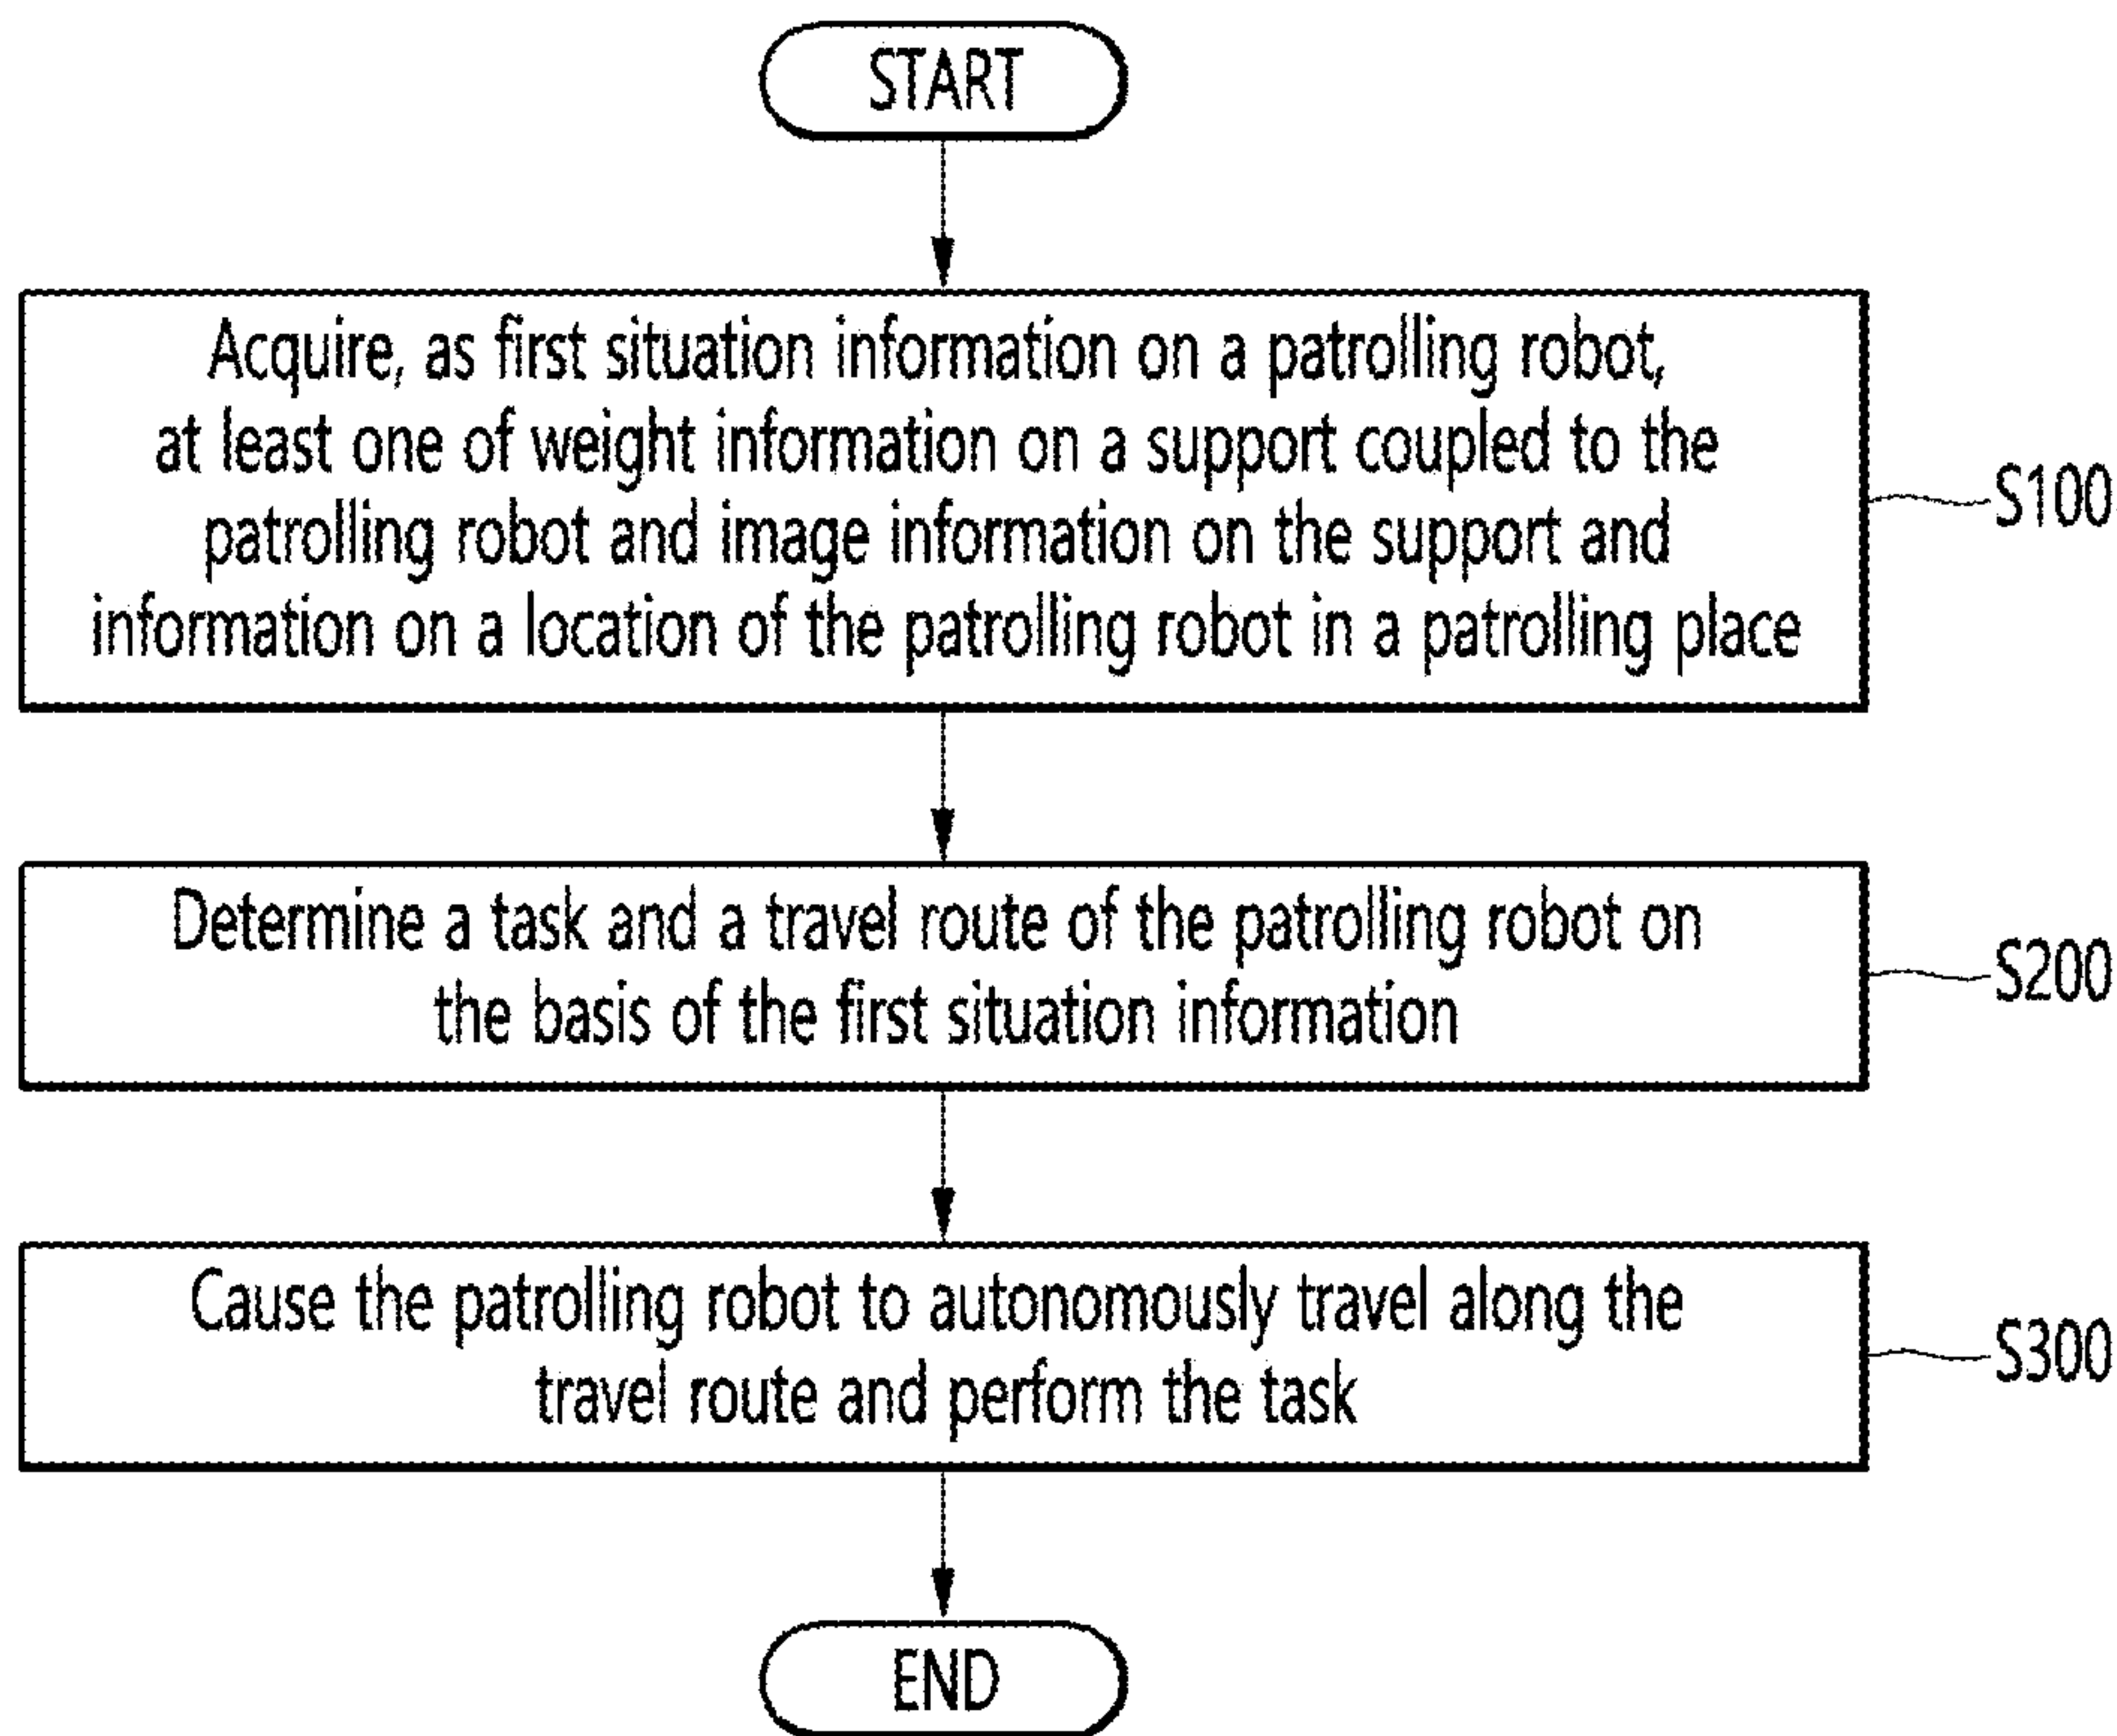 START
Acquire, as first situation information on a patrolling robot,
at least one of weight information on a support coupled to the
patrolling robot and image information on the support and
information on a location of the patrolling robot in a patrolling place
S100
Determine a task and a travel route of the patrolling robot on
the basis of the first situation information
S200
Cause the patrolling robot to autonomously travel along the
travel route and perform the task
S300
END